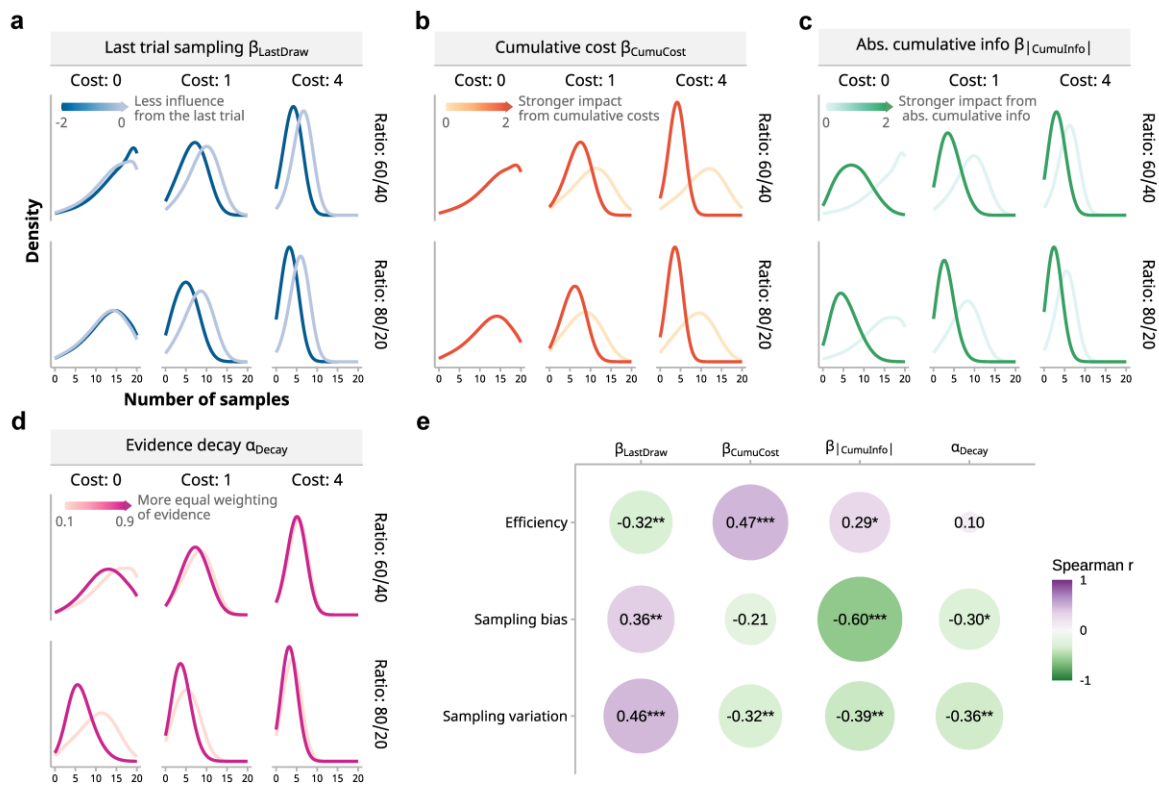 a
Last trial sampling βLastDraw
Cost: 0 Cost: 1 Cost: 4
-2 0
Less influence
from the last trial
Ratio: 60/40
Ratio: 80/20
Density
0 5 10 15 20 0 5 10 15 20 0 5 10 15 20
Number of samples
b
Cumulative cost βCumuCost
Cost: 0 Cost: 1 Cost: 4
0 2
Stronger impact
from cumulative costs
Ratio: 60/40
Ratio: 80/20
0 5 10 15 20 0 5 10 15 20 0 5 10 15 20
c
Abs. cumulative info β|CumuInfo|
Cost: 0 Cost: 1 Cost: 4
0 2
Stronger impact from
abs. cumulative info
Ratio: 60/40
Ratio: 80/20
0 5 10 15 20 0 5 10 15 20 0 5 10 15 20
d
Evidence decay αDecay
Cost: 0 Cost: 1 Cost: 4
0.1 0.9
More equal weighting
of evidence
Ratio: 60/40
Ratio: 80/20
0 5 10 15 20 0 5 10 15 20 0 5 10 15 20
e
βLastDraw βCumuCost β|CumuInfo| αDecay
Efficiency -0.32** 0.47*** 0.29* 0.10
Sampling bias 0.36** -0.21 -0.60*** -0.30*
Sampling variation 0.46*** -0.32** -0.39** -0.36**
Spearman r
1
0
-1